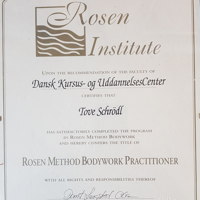 Rosen
Institute
UPON THE RECOMMENDATION OF THE FACULTY OF
Dansk Kursus- og UddannelsesCenter
CERTIFIES THAT
Tove Schrödl
HAS SATISFACTORILY COMPLETED THE PROGRAM
IN ROSEN METHOD BODYWORK
AND HEREBY CONFERS THE TITLE OF
ROSEN METHOD BODYWORK PRACTITIONER
WITH ALL RIGHTS AND RESPONSIBILITIES THERETO